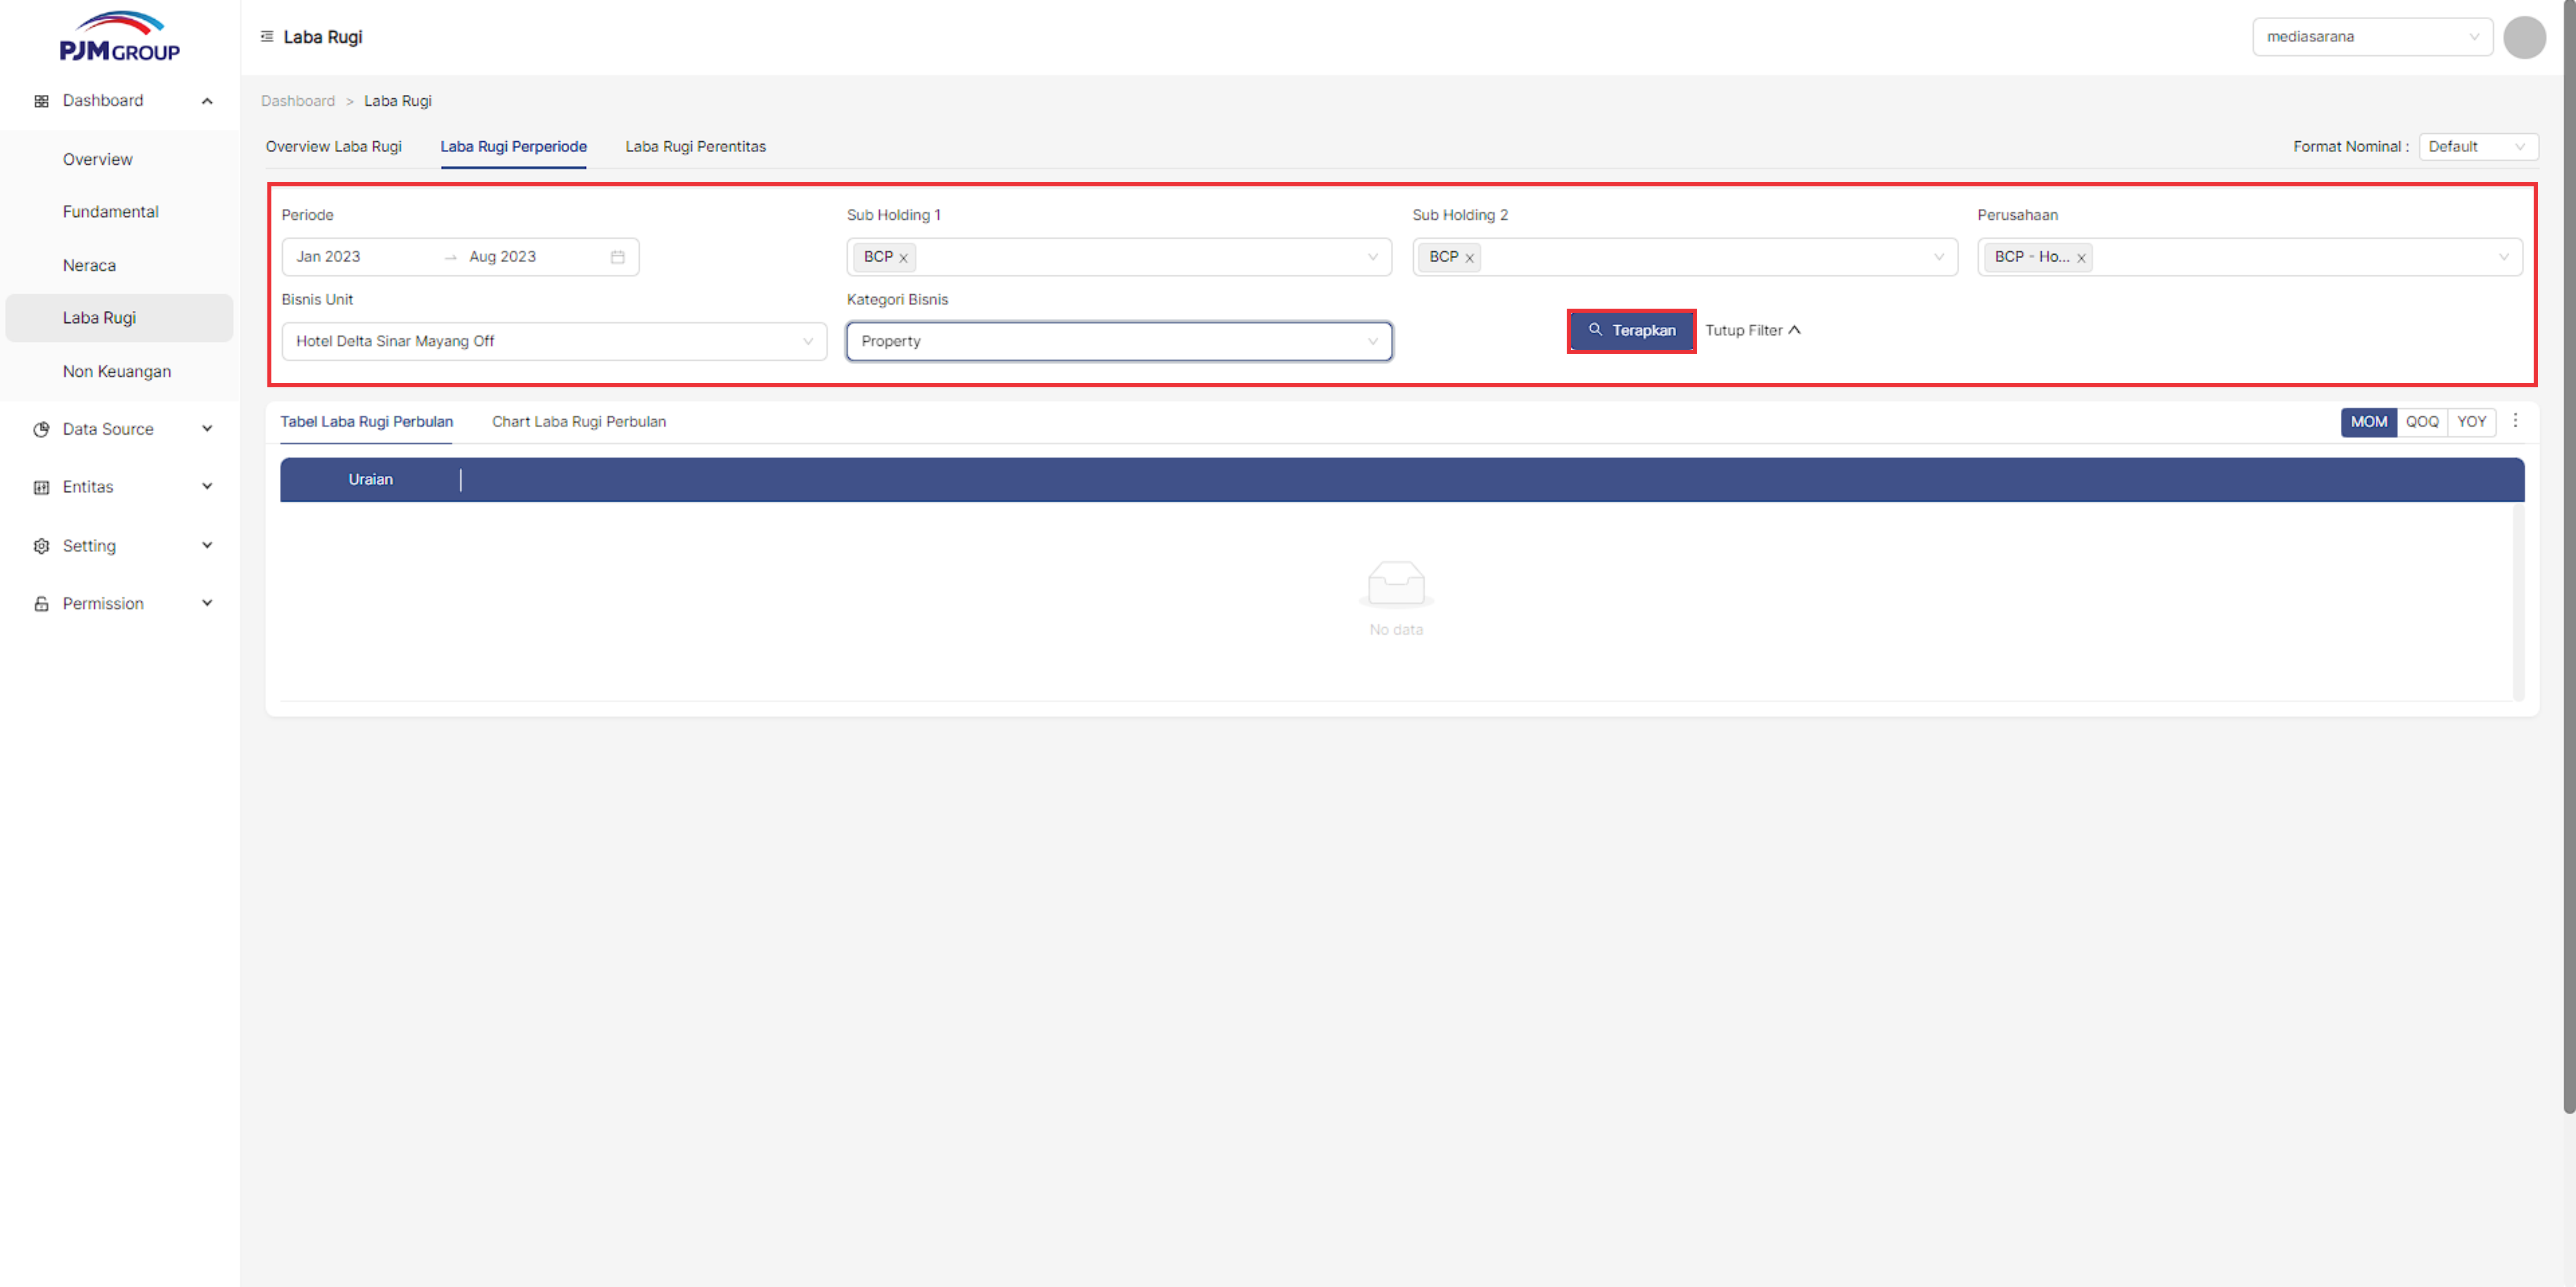 PJM GROUP
Laba Rugi
mediasarana
Dashboard
Overview
Fundamental
Neraca
Laba Rugi
Non Keuangan
Data Source
Entitas
Setting
Permission
Dashboard > Laba Rugi
Overview Laba Rugi Laba Rugi Perperiode Laba Rugi Perentitas
Format Nominal : Default
Periode Sub Holding 1 Sub Holding 2 Perusahaan
Jan 2023 → Aug 2023 BCP x BCP x BCP - Ho... x
Bisnis Unit Kategori Bisnis
Hotel Delta Sinar Mayang Off Property Terapkan Tutup Filter
Tabel Laba Rugi Perbulan Chart Laba Rugi Perbulan MOM QOQ YOY
Uraian
No data